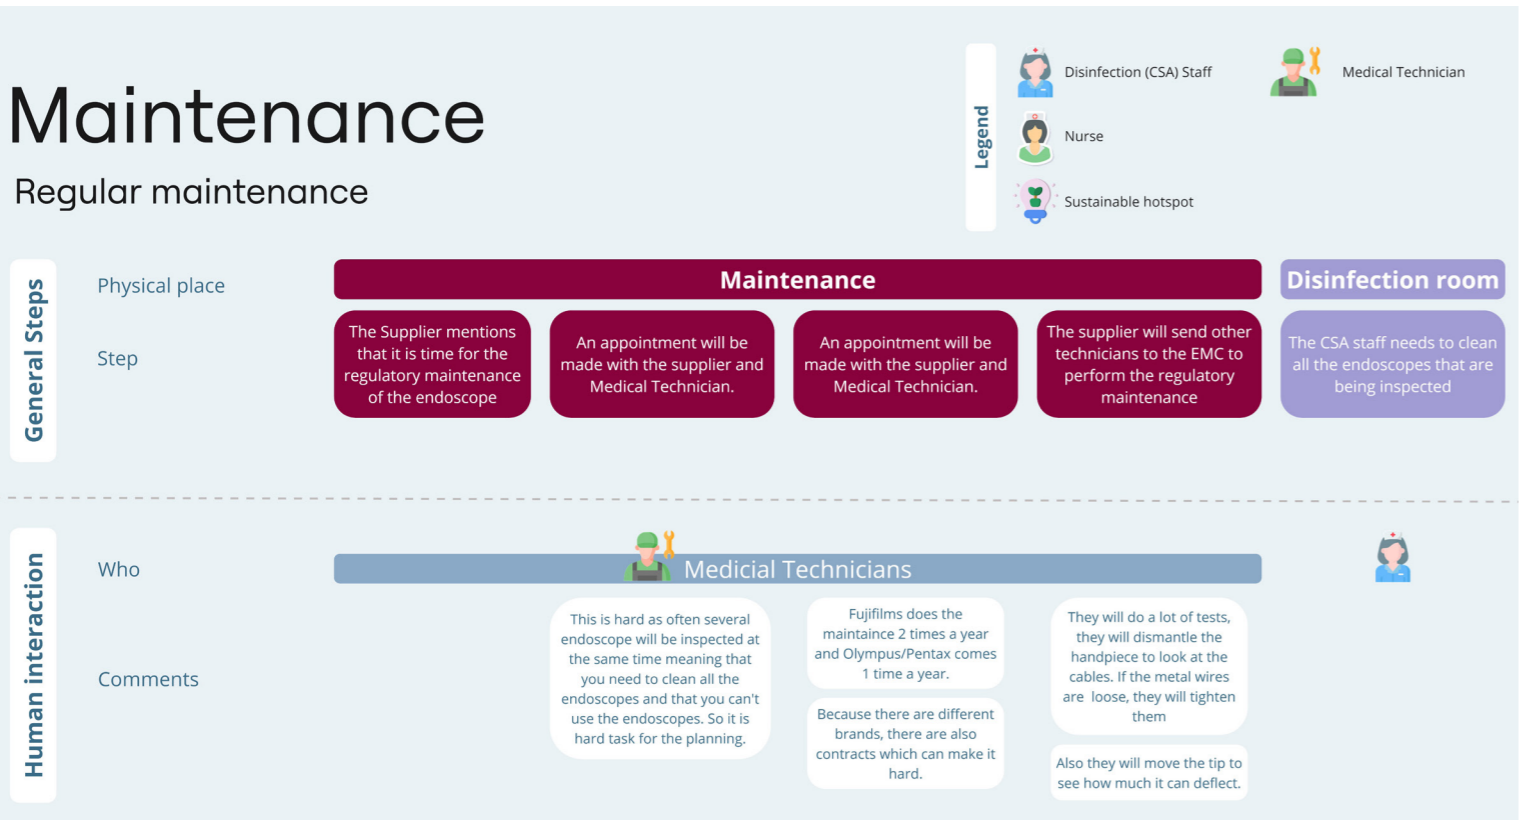 Maintenance
Regular maintenance
Legend
Disinfection (CSA) Staff
Medical Technician
Nurse
Sustainable hotspot
General Steps
Physical place
Maintenance
Disinfection room
Step
The Supplier mentions
that it is time for the
regulatory maintenance
of the endoscope
An appointment will be
made with the supplier and
Medical Technician.
An appointment will be
made with the supplier and
Medical Technician.
The supplier will send other
technicians to the EMC to
perform the regulatory
maintenance
The CSA staff needs to clean
all the endoscopes that are
being inspected
Human interaction
Who
Medicial Technicians
Comments
This is hard as often several
endoscope will be inspected at
the same time meaning that
you need to clean all the
endoscopes and that you can't
use the endoscopes. So it is
hard task for the planning.
Fujifilms does the
maintaince 2 times a year
and Olympus/Pentax comes
1 time a year.
Because there are different
brands, there are also
contracts which can make it
hard.
They will do a lot of tests,
they will dismantle the
handpiece to look at the
cables. If the metal wires
are loose, they will tighten
them
Also they will move the tip to
see how much it can deflect.